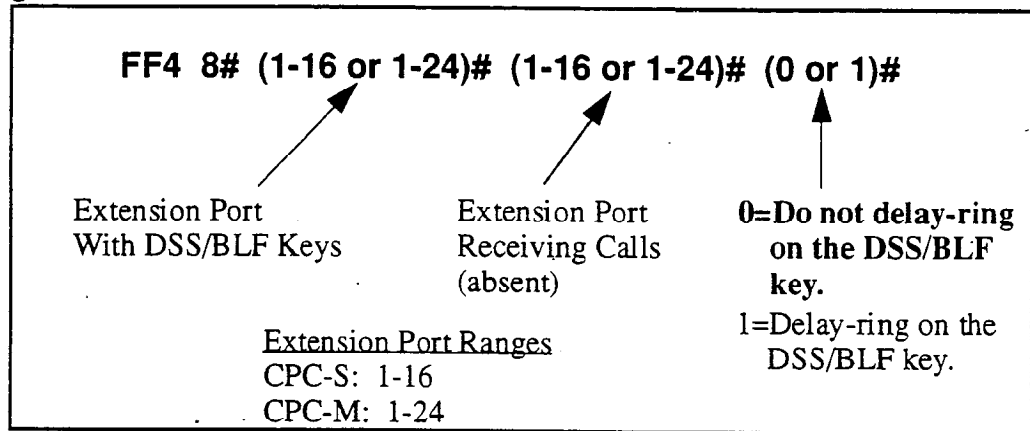 FF4 8# (1-16 or 1-24)# (1-16 or 1-24)# (0 or 1)#
Extension Port
With DSS/BLF Keys
Extension Port
Receiving Calls
(absent)
0=Do not delay-ring
on the DSS/BLF
key.
1=Delay-ring on the
DSS/BLF key.
Extension Port Ranges
CPC-S: 1-16
CPC-M: 1-24